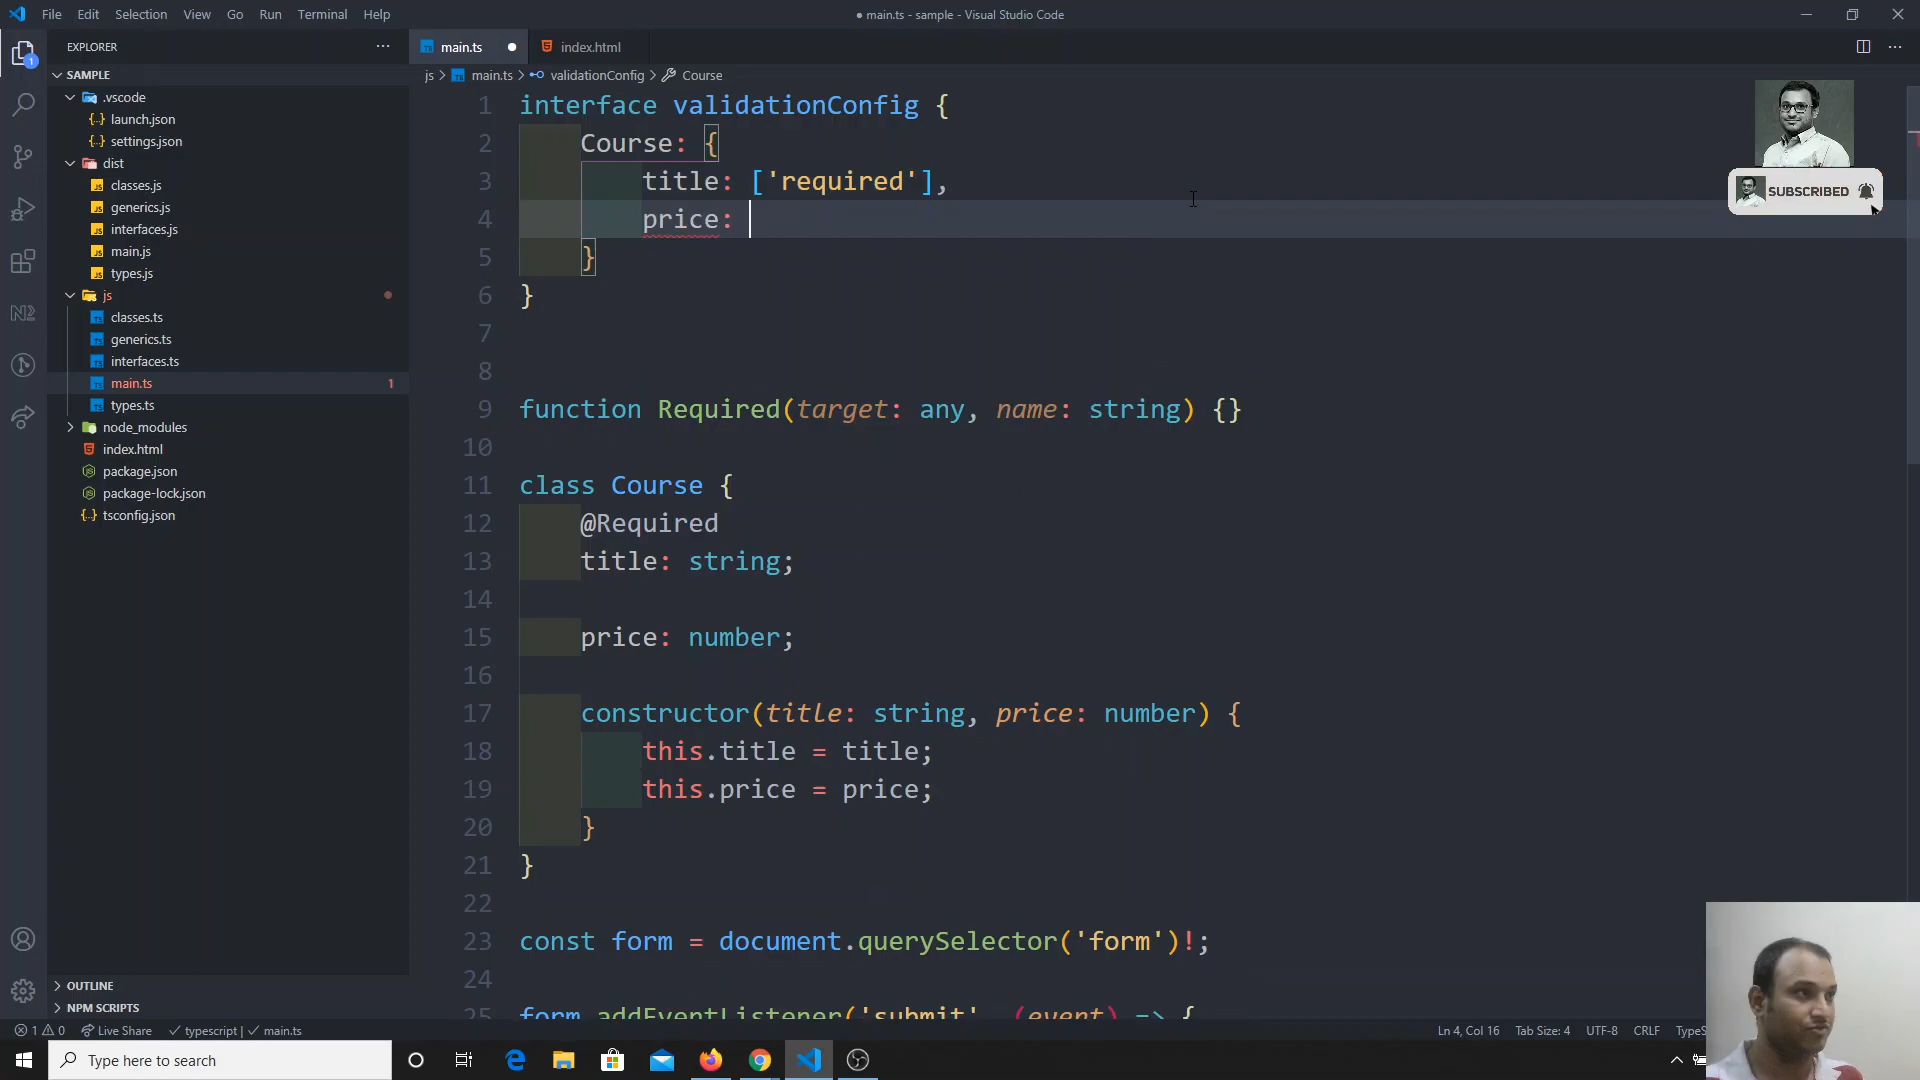 File Edit Selection View Go Run Terminal Help
● main.ts - sample - Visual Studio Code
EXPLORER
main.ts
index.html
SAMPLE
js > main.ts > validationConfig > Course
.vscode
launch.json
settings.json
dist
classes.js
generics.js
interfaces.js
main.js
types.js
js
classes.ts
generics.ts
interfaces.ts
main.ts 1
types.ts
node_modules
index.html
package.json
package-lock.json
tsconfig.json
OUTLINE
NPM SCRIPTS
1 interface validationConfig {
2 Course: {
3 title: ['required'],
4 price:
5 }
6 }
7
8
9 function Required(target: any, name: string) {}
10
11 class Course {
12 @Required
13 title: string;
14
15 price: number;
16
17 constructor(title: string, price: number) {
18 this.title = title;
19 this.price = price;
20 }
21 }
22
23 const form = document.querySelector('form')!;
24
25 form.addEventListener('submit', (event) => {
SUBSCRIBED
1 0 Live Share typescript | main.ts
Ln 4, Col 16 Tab Size: 4 UTF-8 CRLF TypeS
Type here to search